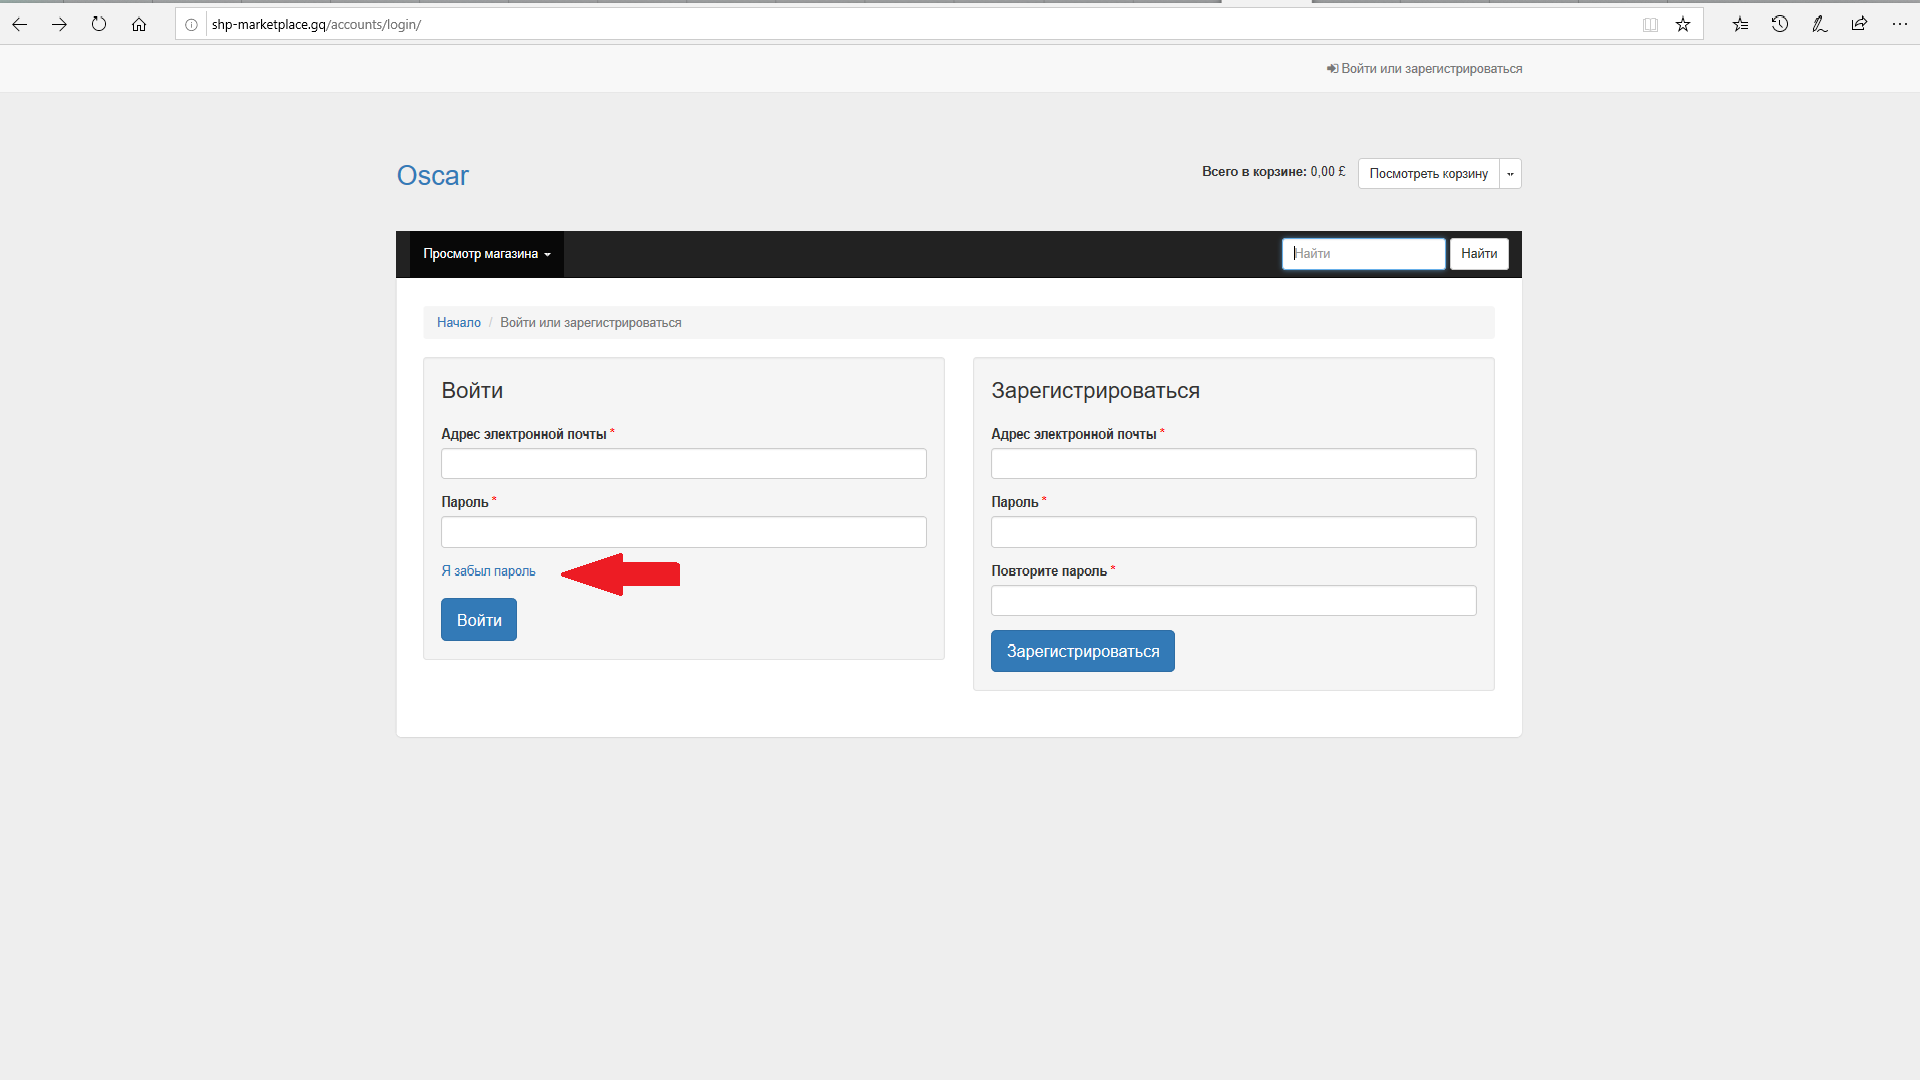 shp-marketplace.gq/accounts/login/
Войти или зарегистрироваться
Oscar
Всего в корзине: 0,00 £
Посмотреть корзину
Просмотр магазина
Найти
Найти
Начало / Войти или зарегистрироваться
Войти
Адрес электронной почты *
Пароль *
Я забыл пароль
Войти
Зарегистрироваться
Адрес электронной почты *
Пароль *
Повторите пароль *
Зарегистрироваться